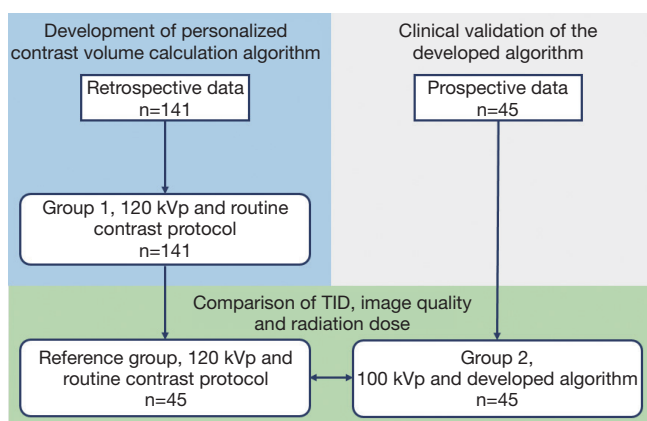 Development of personalized
contrast volume calculation algorithm
Retrospective data
n=141
Group 1, 120 kVp and routine
contrast protocol
n=141
Clinical validation of the
developed algorithm
Prospective data
n=45
Comparison of TID, image quality
and radiation dose
Reference group, 120 kVp and
routine contrast protocol
n=45
Group 2,
100 kVp and developed algorithm
n=45